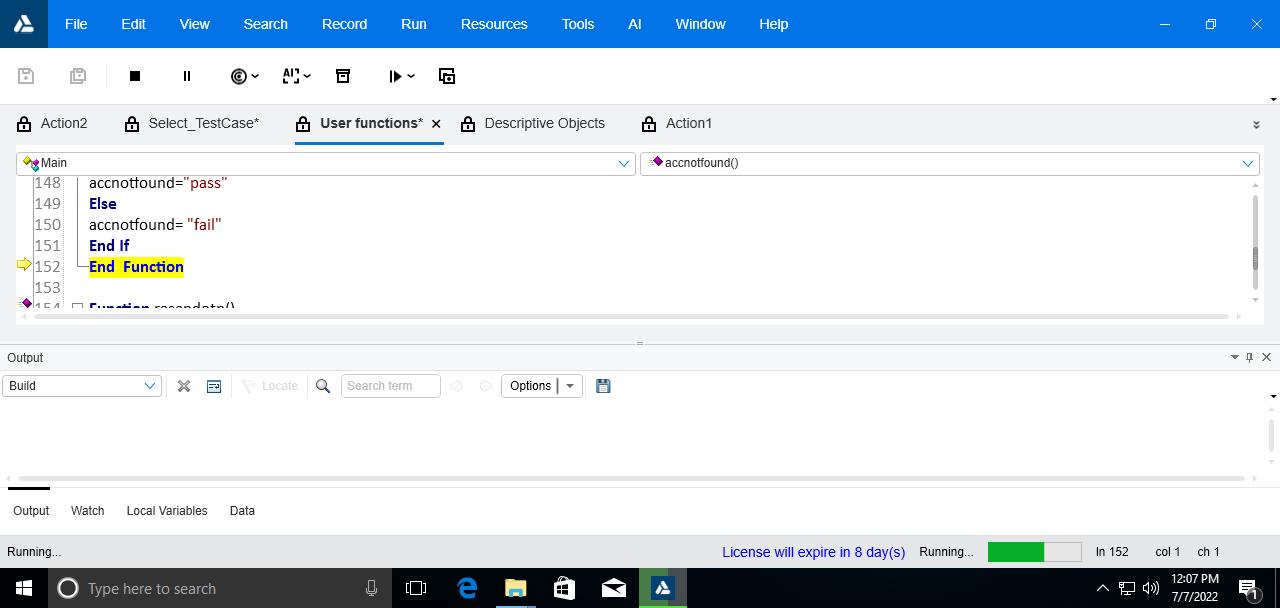 File Edit View Search Record Run Resources Tools AI Window Help
Action2 Select_TestCase* User functions* Descriptive Objects Action1
Main accnotfound()
148 accnotfound="pass"
149 Else
150 accnotfound= "fail"
151 End If
152 End Function
153
154 Function resendotp()
Output
Build Locate Search term Options
Output Watch Local Variables Data
Running... License will expire in 8 day(s) Running... ln 152 col 1 ch 1
Type here to search
12:07 PM
7/7/2022
1